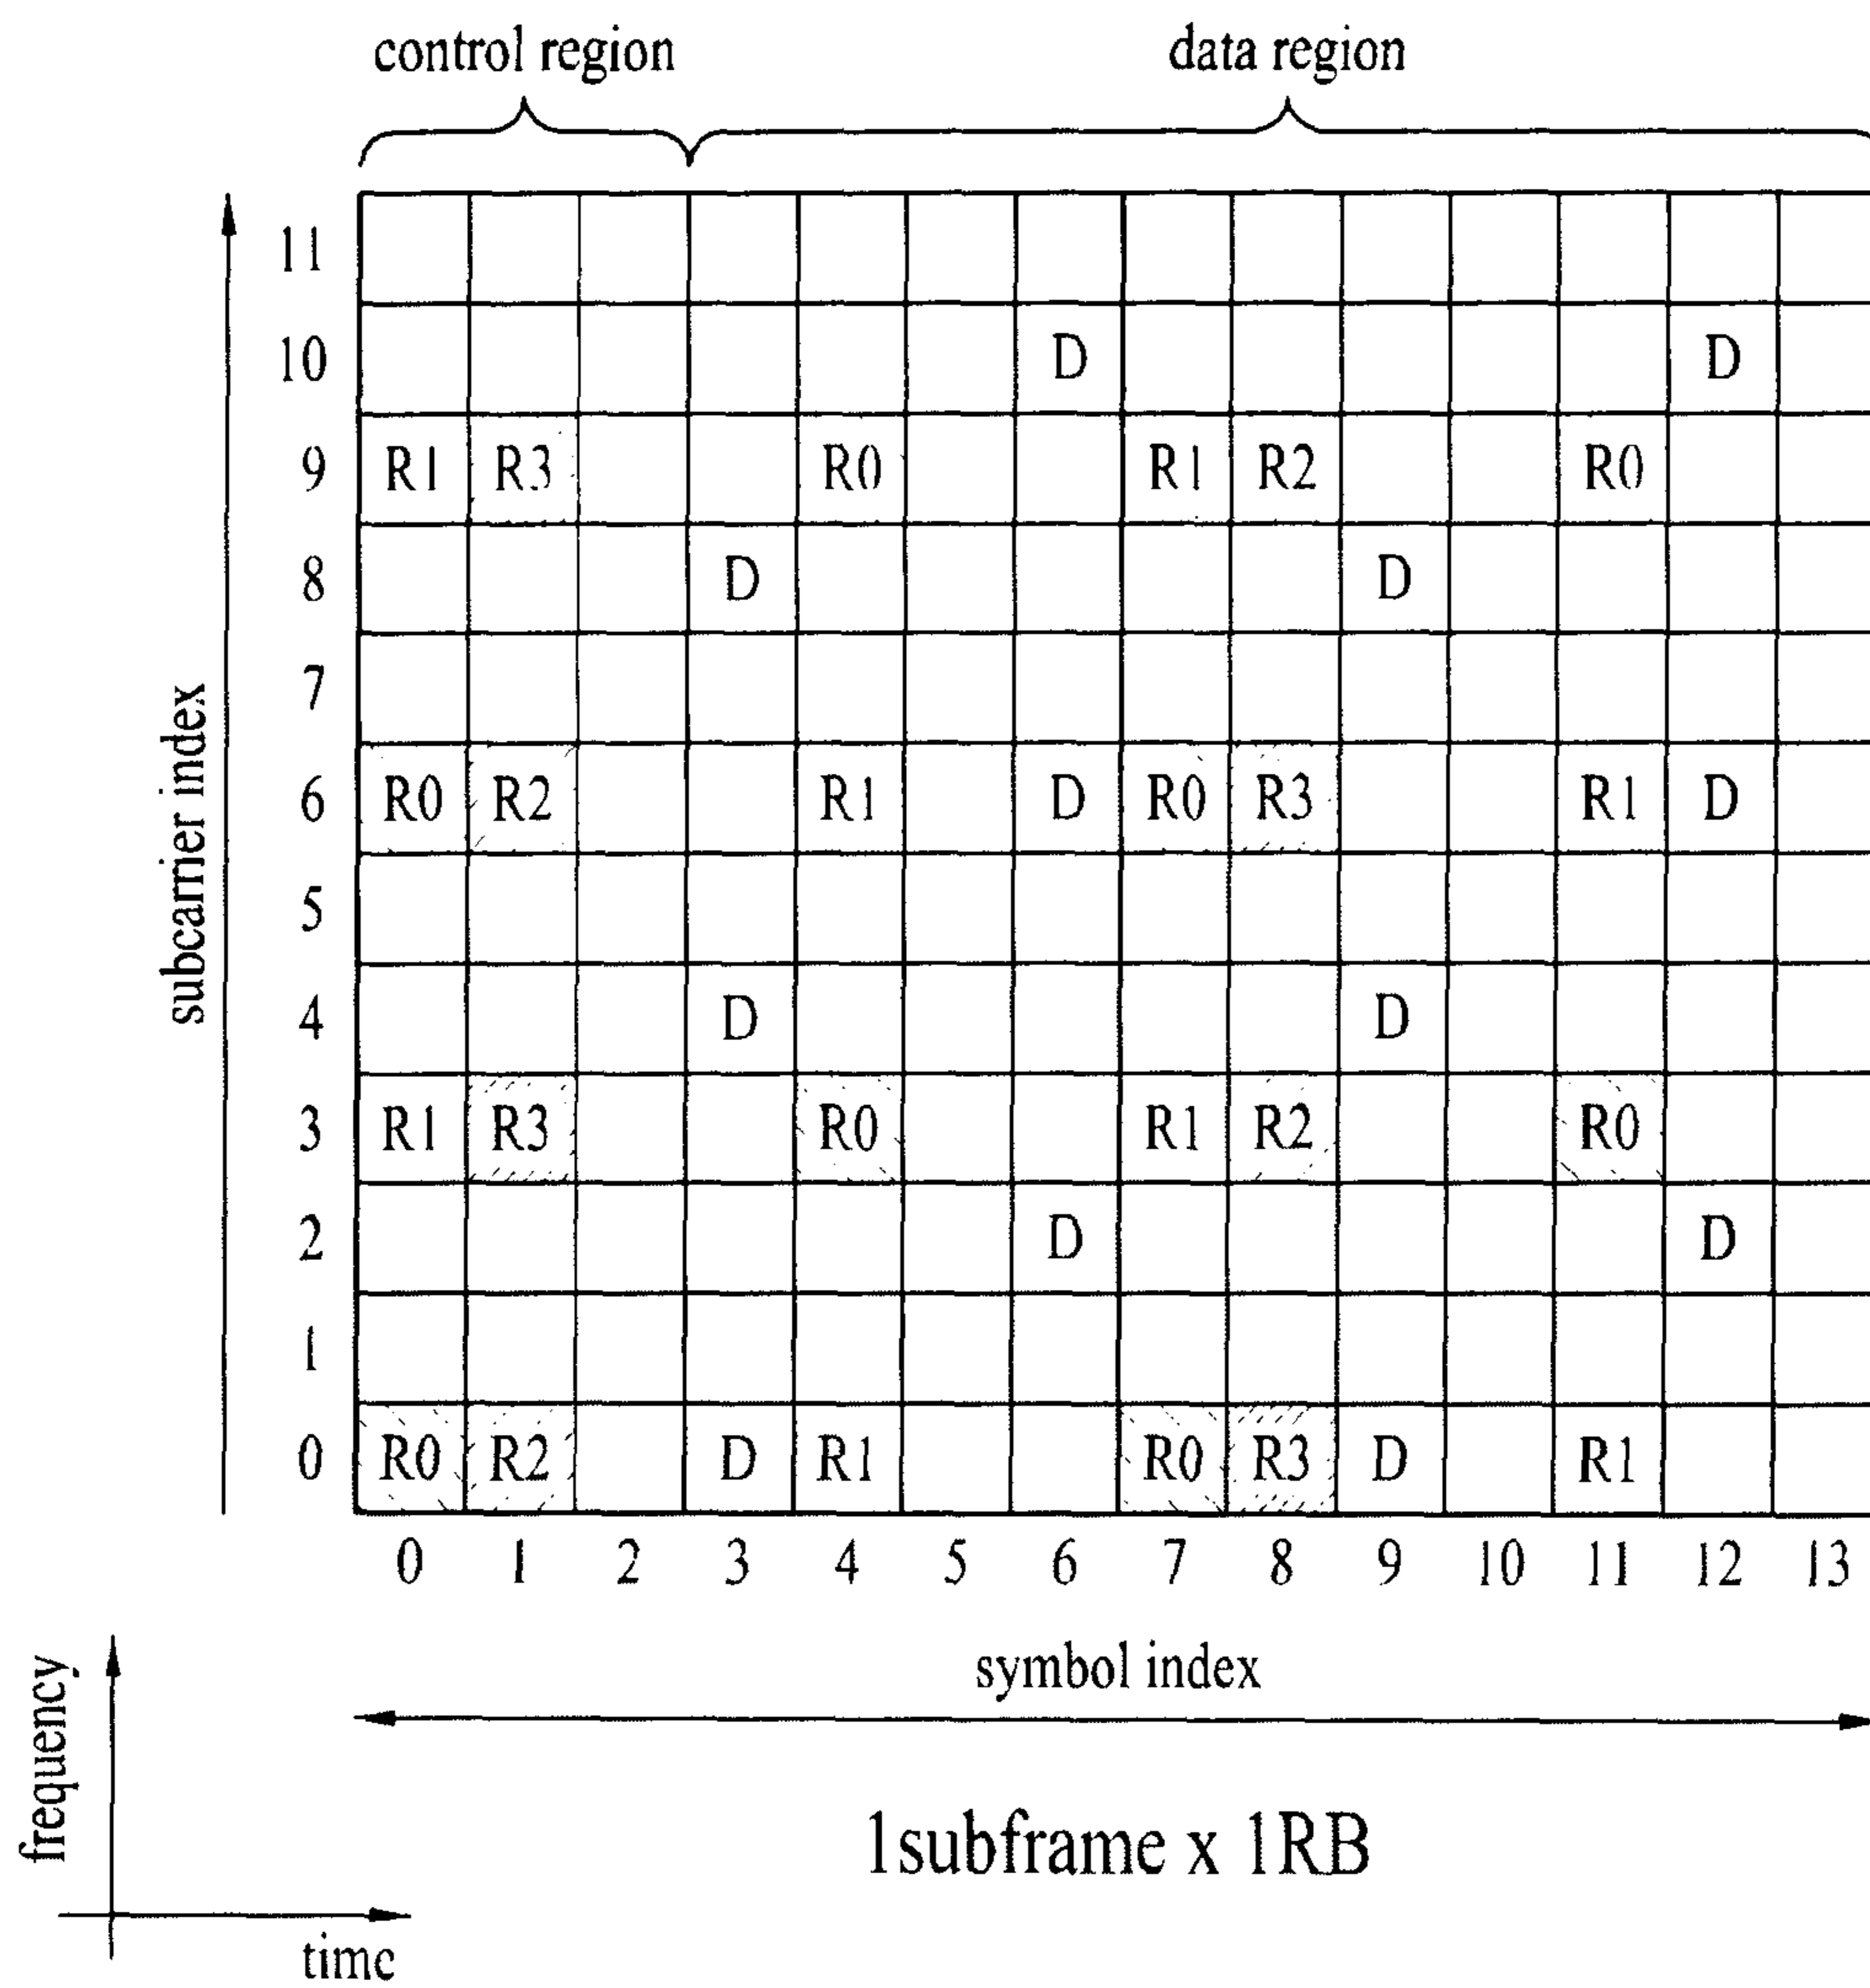 control region data region
11
10 D D
9 R1 R3 R0 R1 R2 R0
8 D D
7
6 R0 R2 R1 D R0 R3 R1 D
5
4 D D
3 R1 R3 R0 R1 R2 R0
2 D D
1
0 R0 R2 D R1 R0 R3 D R1
0 1 2 3 4 5 6 7 8 9 10 11 12 13
subcarrier index
symbol index
frequency
time
1subframe x 1RB